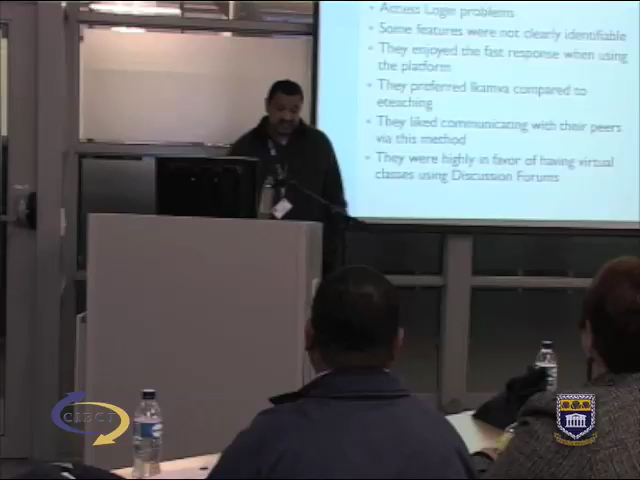 Access Login problems
Some features were not clearly identifiable
They enjoyed the fast response when using
the platform
They preferred Ikamva compared to
eteaching
They liked communicating with their peers
via this method
They were highly in favor of having virtual
classes using Discussion Forums